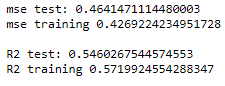 mse test: 0.4641471114480003
mse training 0.4269224234951728
R2 test: 0.5460267544574553
R2 training 0.5719924554288347